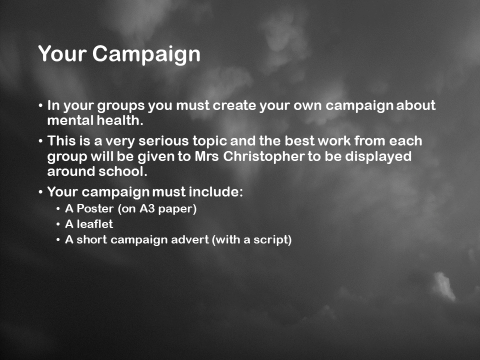 Your Campaign
• In your groups you must create your own campaign about
mental health.
• This is a very serious topic and the best work from each
group will be given to Mrs Christopher to be displayed
around school.
• Your campaign must include:
• A Poster (on A3 paper)
• A leaflet
• A short campaign advert (with a script)